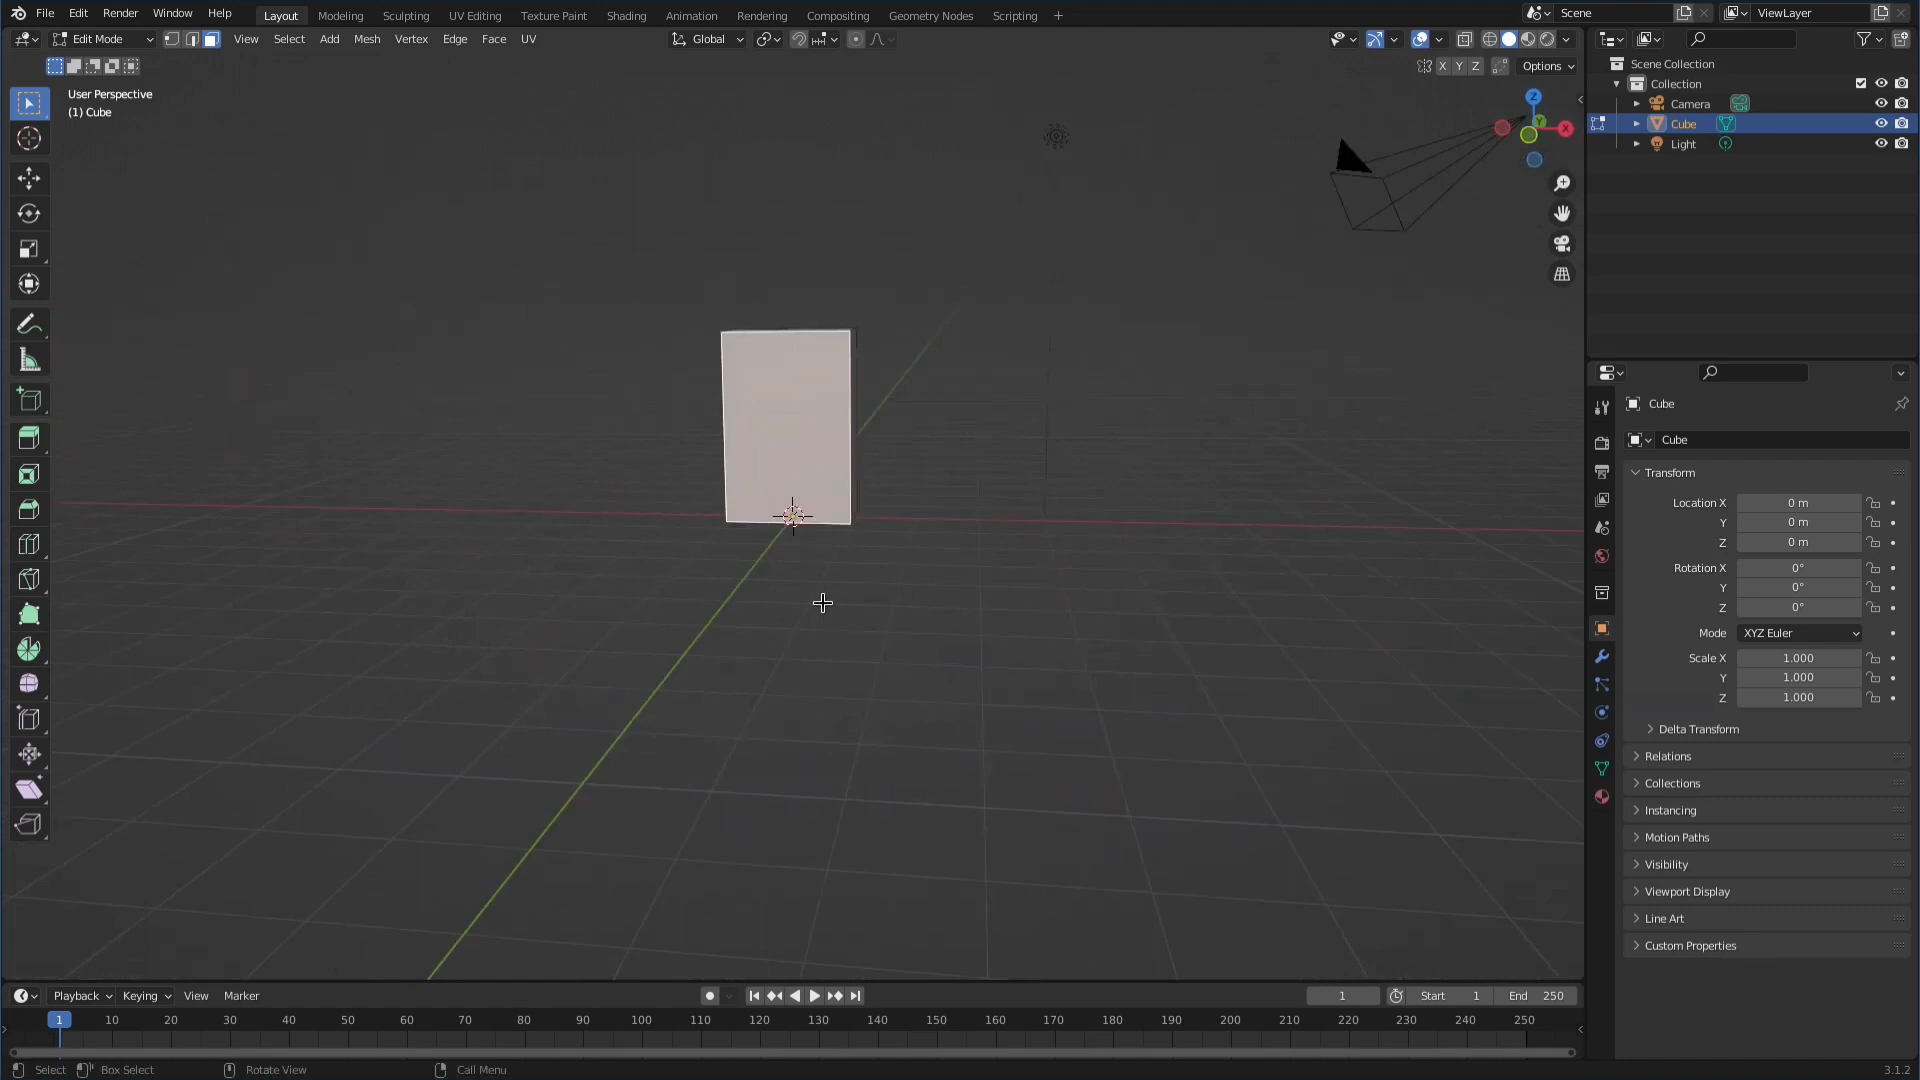 File Edit Render Window Help Layout Modeling Sculpting UV Editing Texture Paint Shading Animation Rendering Compositing Geometry Nodes Scripting + Scene ViewLayer
Edit Mode View Select Add Mesh Vertex Edge Face UV Global
X Y Z Options
User Perspective
(1) Cube
Z
Y
X
Scene Collection
Collection
Camera
Cube
Light
Cube
Cube
Transform
Location X 0 m
Y 0 m
Z 0 m
Rotation X 0°
Y 0°
Z 0°
Mode XYZ Euler
Scale X 1.000
Y 1.000
Z 1.000
Delta Transform
Relations
Collections
Instancing
Motion Paths
Visibility
Viewport Display
Line Art
Custom Properties
Playback Keying View Marker 1 Start 1 End 250
1 10 20 30 40 50 60 70 80 90 100 110 120 130 140 150 160 170 180 190 200 210 220 230 240 250
Select Box Select Rotate View Call Menu 3.1.2